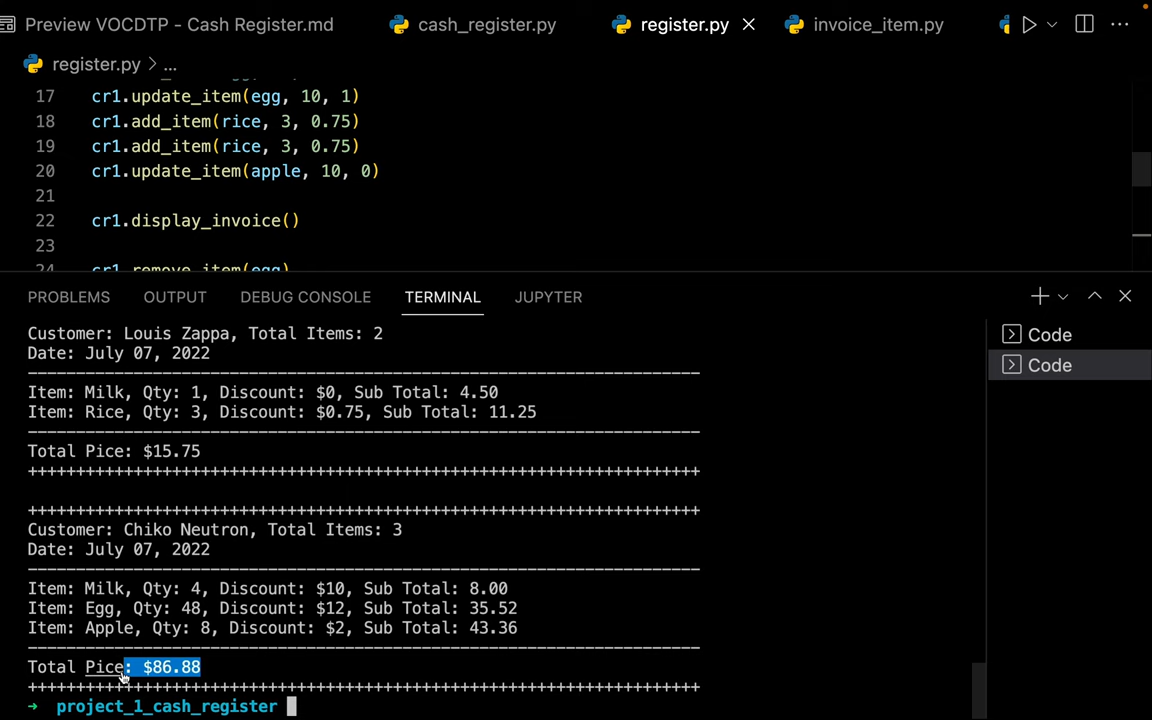 Preview VOCDTP - Cash Register.md cash_register.py register.py invoice_item.py
register.py > ...
17 cr1.update_item(egg, 10, 1)
18 cr1.add_item(rice, 3, 0.75)
19 cr1.add_item(rice, 3, 0.75)
20 cr1.update_item(apple, 10, 0)
21
22 cr1.display_invoice()
23
24 cr1.remove_item(egg)
PROBLEMS OUTPUT DEBUG CONSOLE TERMINAL JUPYTER
Code
Code
Customer: Louis Zappa, Total Items: 2
Date: July 07, 2022
----------------------------------------------------------------------
Item: Milk, Qty: 1, Discount: $0, Sub Total: 4.50
Item: Rice, Qty: 3, Discount: $0.75, Sub Total: 11.25
----------------------------------------------------------------------
Total Pice: $15.75
++++++++++++++++++++++++++++++++++++++++++++++++++++++++++++++++++++++
++++++++++++++++++++++++++++++++++++++++++++++++++++++++++++++++++++++
Customer: Chiko Neutron, Total Items: 3
Date: July 07, 2022
----------------------------------------------------------------------
Item: Milk, Qty: 4, Discount: $10, Sub Total: 8.00
Item: Egg, Qty: 48, Discount: $12, Sub Total: 35.52
Item: Apple, Qty: 8, Discount: $2, Sub Total: 43.36
----------------------------------------------------------------------
Total Pice: $86.88
++++++++++++++++++++++++++++++++++++++++++++++++++++++++++++++++++++++
➜ project_1_cash_register